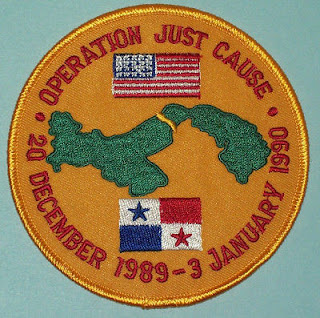 • OPERATION JUST CAUSE •
20 DECEMBER 1989 – 3 JANUARY 1990